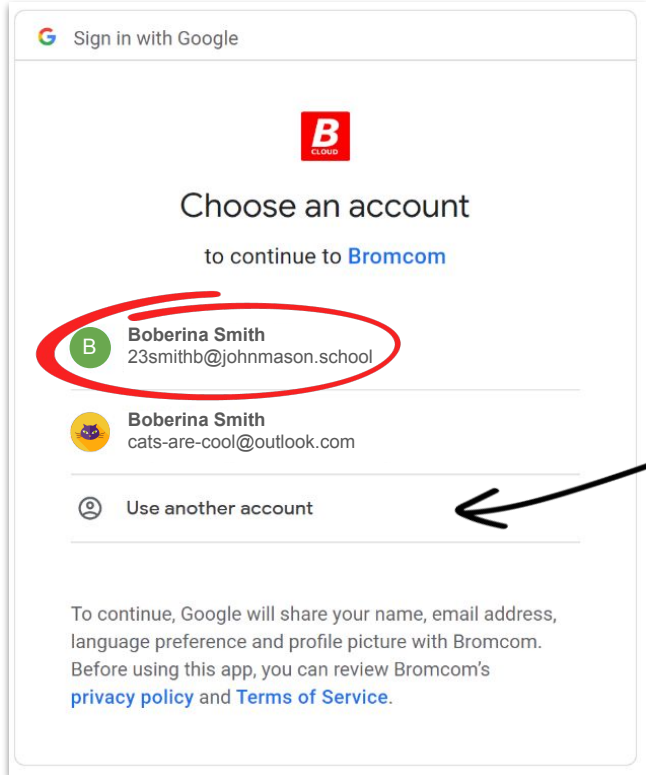 Sign in with Google
B
CLOUD
Choose an account
to continue to Bromcom
B
Boberina Smith
23smithb@johnmason.school
Boberina Smith
cats-are-cool@outlook.com
Use another account
To continue, Google will share your name, email address,
language preference and profile picture with Bromcom.
Before using this app, you can review Bromcom's
privacy policy and Terms of Service.